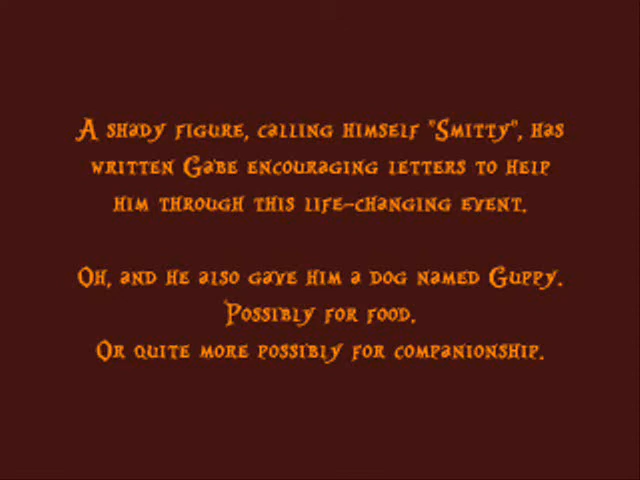 A shady figure, calling himself "Smitty", has
written Gabe encouraging letters to help
him through this life-changing event.
Oh, and he also gave him a dog named Guppy.
Possibly for food.
Or quite more possibly for companionship.